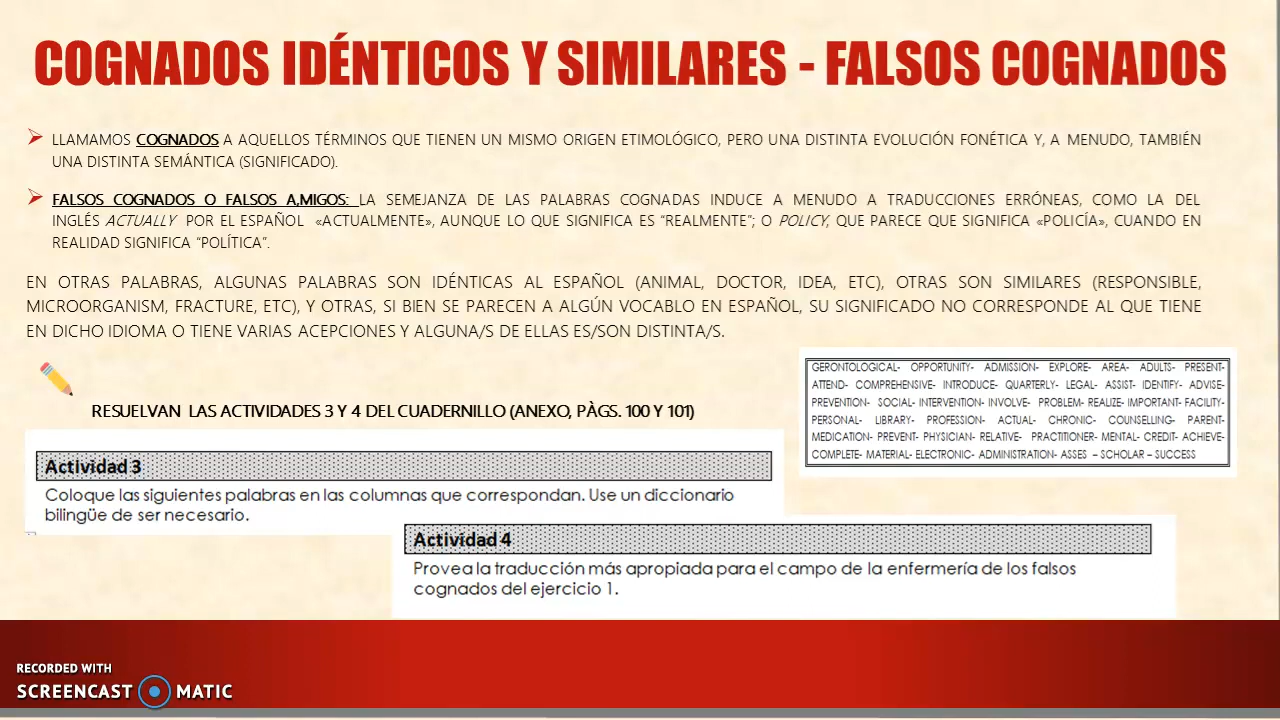 COGNADOS IDÉNTICOS Y SIMILARES - FALSOS COGNADOS
LLAMAMOS COGNADOS A AQUELLOS TÉRMINOS QUE TIENEN UN MISMO ORIGEN ETIMOLÓGICO, PERO UNA DISTINTA EVOLUCIÓN FONÉTICA Y, A MENUDO, TAMBIÉN
UNA DISTINTA SEMÁNTICA (SIGNIFICADO).
FALSOS COGNADOS O FALSOS A,MIGOS: LA SEMEJANZA DE LAS PALABRAS COGNADAS INDUCE A MENUDO A TRADUCCIONES ERRÓNEAS, COMO LA DEL
INGLÉS ACTUALLY POR EL ESPAÑOL «ACTUALMENTE», AUNQUE LO QUE SIGNIFICA ES “REALMENTE”; O POLICY, QUE PARECE QUE SIGNIFICA «POLICÍA», CUANDO EN
REALIDAD SIGNIFICA “POLÍTICA”.
EN OTRAS PALABRAS, ALGUNAS PALABRAS SON IDÉNTICAS AL ESPAÑOL (ANIMAL, DOCTOR, IDEA, ETC), OTRAS SON SIMILARES (RESPONSIBLE,
MICROORGANISM, FRACTURE, ETC), Y OTRAS, SI BIEN SE PARECEN A ALGÚN VOCABLO EN ESPAÑOL, SU SIGNIFICADO NO CORRESPONDE AL QUE TIENE
EN DICHO IDIOMA O TIENE VARIAS ACEPCIONES Y ALGUNA/S DE ELLAS ES/SON DISTINTA/S.
RESUELVAN LAS ACTIVIDADES 3 Y 4 DEL CUADERNILLO (ANEXO, PÀGS. 100 Y 101)
GERONTOLOGICAL- OPPORTUNITY- ADMISSION- EXPLORE- AREA- ADULTS- PRESENT-
ATTEND- COMPREHENSIVE- INTRODUCE- QUARTERLY- LEGAL- ASSIST- IDENTIFY- ADVISE-
PREVENTION- SOCIAL- INTERVENTION- INVOLVE- PROBLEM- REALIZE- IMPORTANT- FACILITY-
PERSONAL- LIBRARY- PROFESSION- ACTUAL- CHRONIC- COUNSELLING- PARENT-
MEDICATION- PREVENT- PHYSICIAN- RELATIVE- PRACTITIONER- MENTAL- CREDIT- ACHIEVE-
COMPLETE- MATERIAL- ELECTRONIC- ADMINISTRATION- ASSES – SCHOLAR – SUCCESS
Actividad 3
Coloque las siguientes palabras en las columnas que correspondan. Use un diccionario
bilingüe de ser necesario.
Actividad 4
Provea la traducción más apropiada para el campo de la enfermería de los falsos
cognados del ejercicio 1.
RECORDED WITH
SCREENCAST MATIC